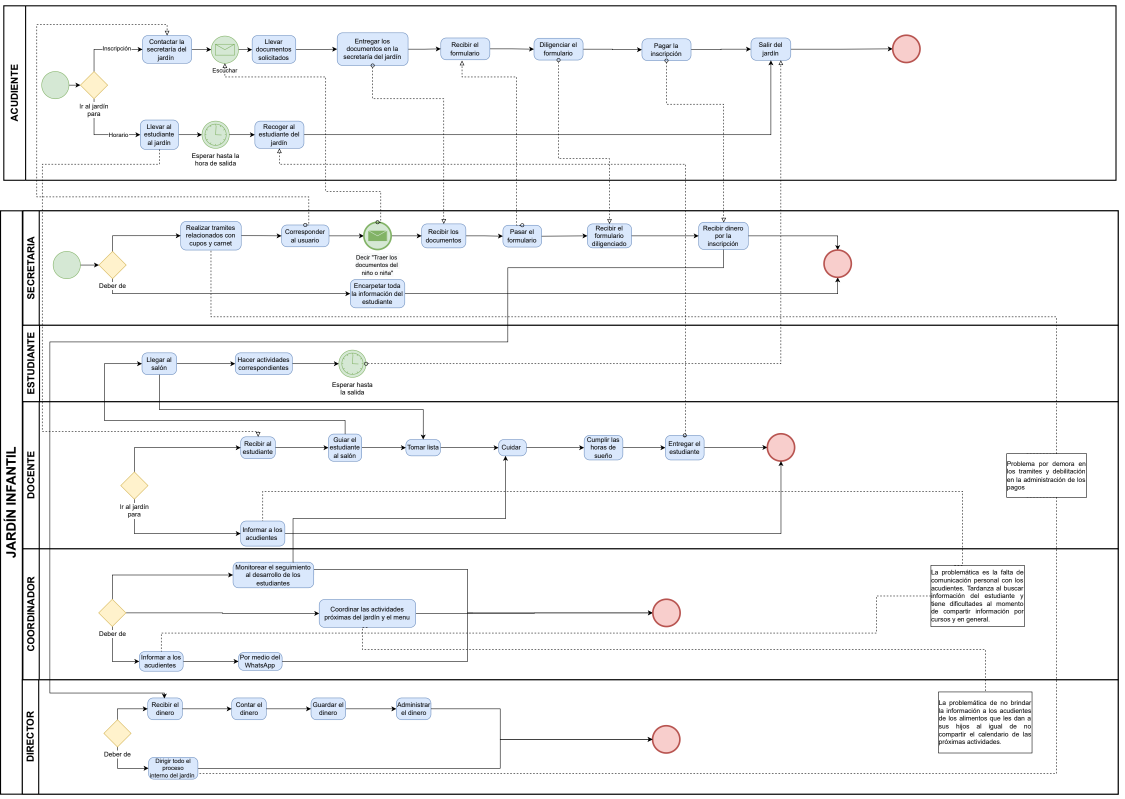 ACUDIENTE
Ir al jardín
para
Inscripción
Contactar la
secretaría del
jardín
Escuchar
Llevar
documentos
solicitados
Entregar los
documentos en la
secretaría del jardín
Recibir el
formulario
Diligenciar el
formulario
Pagar la
inscripción
Salir del
jardín
Horario
Llevar al
estudiante
al jardín
Esperar hasta la
hora de salida
Recoger al
estudiante del
jardín
JARDÍN INFANTIL
SECRETARIA
Deber de
Realizar tramites
relacionados con
cupos y carnet
Corresponder
al usuario
Decir "Traer los
documentos del
niño o niña"
Recibir los
documentos
Pasar el
formulario
Recibir el
formulario
diligenciado
Recibir dinero
por la
inscripción
Encarpetar toda
la información del
estudiante
ESTUDIANTE
Llegar al
salón
Hacer actividades
correspondientes
Esperar hasta
la salida
DOCENTE
Ir al jardín
para
Recibir al
estudiante
Guiar el
estudiante
al salón
Tomar lista
Cuidar
Cumplir las
horas de
sueño
Entregar el
estudiante
Informar a los
acudientes
Problema por demora en
los tramites y debilitación
en la administración de los
pagos
COORDINADOR
Deber de
Monitorear el seguimiento
al desarrollo de los
estudiantes
Coordinar las actividades
próximas del jardín y el menu
Informar a los
acudientes
Por medio del
WhatsApp
La problemática es la falta de
comunicación personal con los
acudientes. Tardanza al buscar
información del estudiante y
tiene dificultades al momento
de compartir información por
cursos y en general.
DIRECTOR
Deber de
Recibir el
dinero
Contar el
dinero
Guardar el
dinero
Administrar
el dinero
Dirigir todo el
proceso
interno del jardín
La problemática de no brindar
la información a los acudientes
de los alimentos que les dan a
sus hijos al igual de no
compartir el calendario de las
próximas actividades.